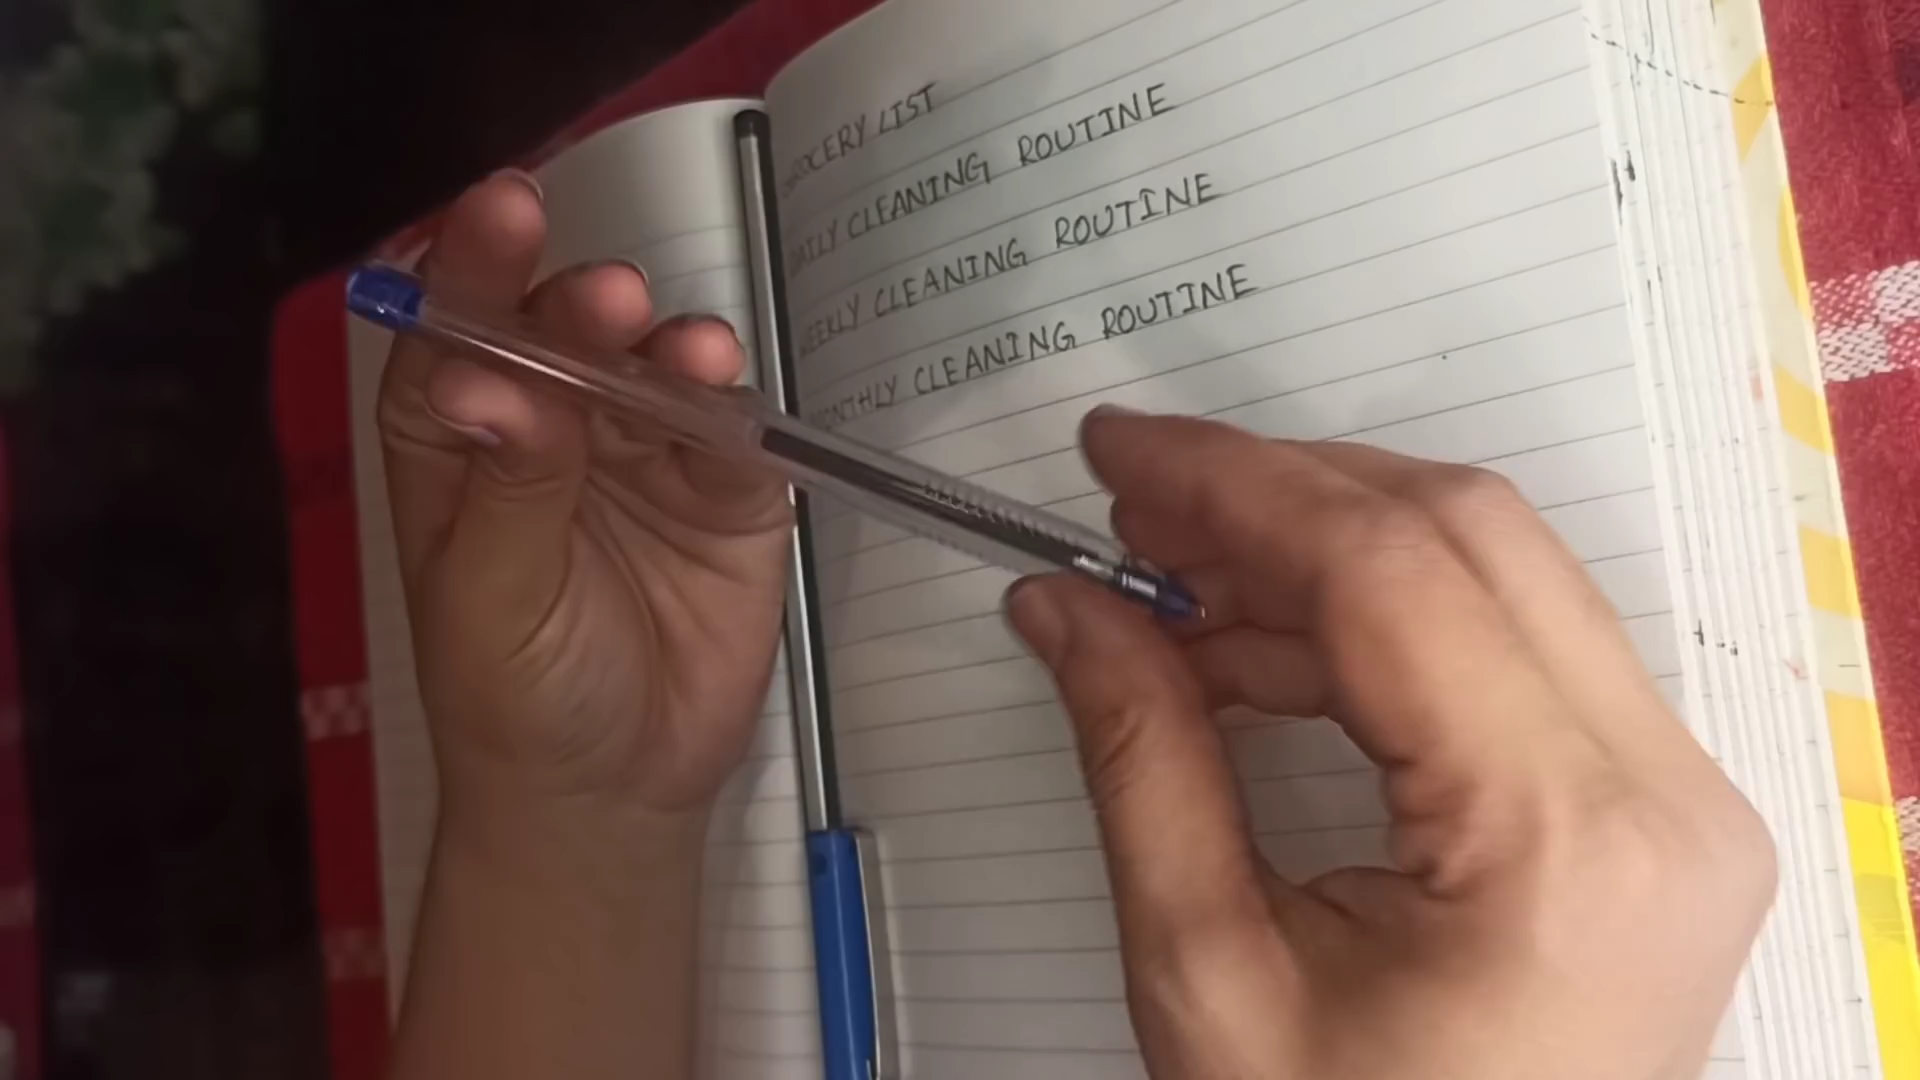 GROCERY LIST
DAILY CLEANING ROUTINE
WEEKLY CLEANING ROUTINE
MONTHLY CLEANING ROUTINE